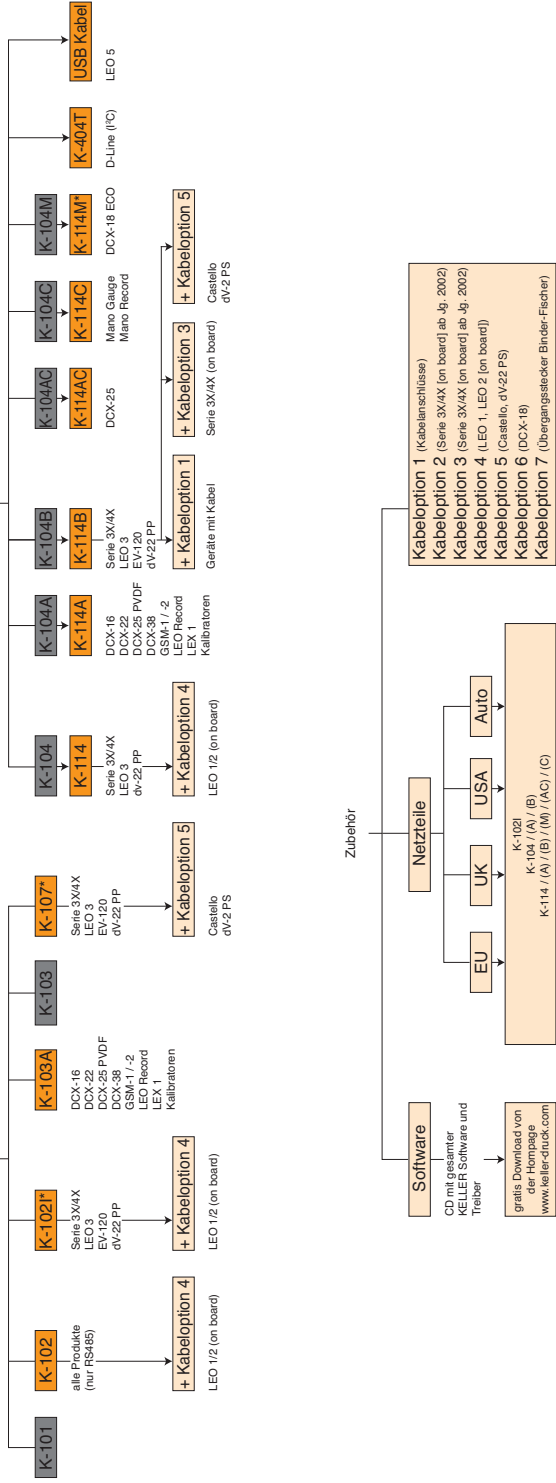 K-101
K-102
alle Produkte
(nur RS485)
+ Kabeloption 4
LEO 1/2 (on board)
K-102I*
Serie 3X/4X
LEO 3
EV-120
dV-22 PP
+ Kabeloption 4
LEO 1/2 (on board)
K-103A
DCX-16
DCX-22
DCX-25 PVDF
DCX-38
GSM-1 / -2
LEO Record
LEX 1
Kalibratoren
K-103
K-107*
Serie 3X/4X
LEO 3
EV-120
dV-22 PP
+ Kabeloption 5
Castello
dV-2 PS
K-104
K-114
Serie 3X/4X
LEO 3
dv-22 PP
+ Kabeloption 4
LEO 1/2 (on board)
K-104A
K-114A
DCX-16
DCX-22
DCX-25 PVDF
DCX-38
GSM-1 / -2
LEO Record
LEX 1
Kalibratoren
K-104B
K-114B
Serie 3X/4X
LEO 3
EV-120
dV-22 PP
+ Kabeloption 1
Geräte mit Kabel
+ Kabeloption 3
Serie 3X/4X (on board)
+ Kabeloption 5
Castello
dV-2 PS
K-104AC
K-114AC
DCX-25
K-104C
K-114C
Mano Gauge
Mano Record
K-104M
K-114M*
DCX-18 ECO
K-404T
D-Line (I²C)
USB Kabel
LEO 5
Zubehör
Software
CD mit gesamter
KELLER Software und
Treiber
gratis Download von
der Hompage
www.keller-druck.com
Netzteile
EU
UK
USA
Auto
K-102I
K-104 / (A) / (B)
K-114 / (A) / (B) / (M) / (AC) / (C)
Kabeloption 1 (Kabelanschlüsse)
Kabeloption 2 (Serie 3X/4X [on board] ab Jg. 2002)
Kabeloption 3 (Serie 3X/4X [on board] ab Jg. 2002)
Kabeloption 4 (LEO 1, LEO 2 [on board])
Kabeloption 5 (Castello, dV-22 PS)
Kabeloption 6 (DCX-18)
Kabeloption 7 (Übergangsstecker Binder-Fischer)